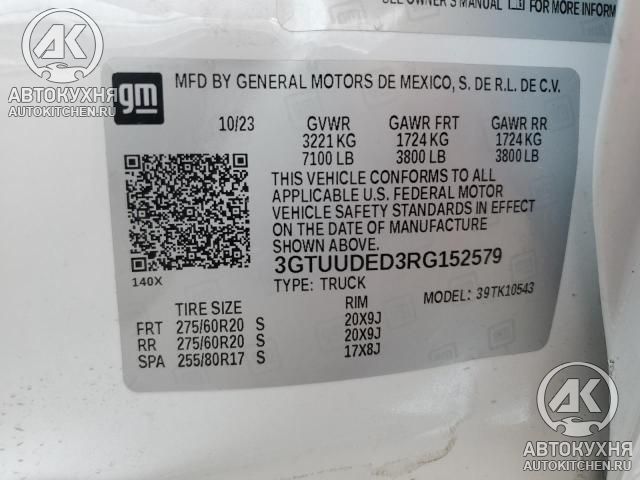 SEE OWNER'S MANUAL FOR MORE INFORM
gm
MFD BY GENERAL MOTORS DE MEXICO, S. DE R.L. DE C.V.
10/23 GVWR GAWR FRT GAWR RR
3221 KG 1724 KG 1724 KG
7100 LB 3800 LB 3800 LB
THIS VEHICLE CONFORMS TO ALL
APPLICABLE U.S. FEDERAL MOTOR
VEHICLE SAFETY STANDARDS IN EFFECT
ON THE DATE OF MANUFACTURE
SHOWN ABOVE.
140X
3GTUUDED3RG152579
TYPE: TRUCK MODEL: 39TK10543
TIRE SIZE RIM
FRT 275/60R20 S 20X9J
RR 275/60R20 S 20X9J
SPA 255/80R17 S 17X8J
АК
АВТОКУХНЯ
AUTOKITCHEN.RU
АК
АВТОКУХНЯ
AUTOKITCHEN.RU